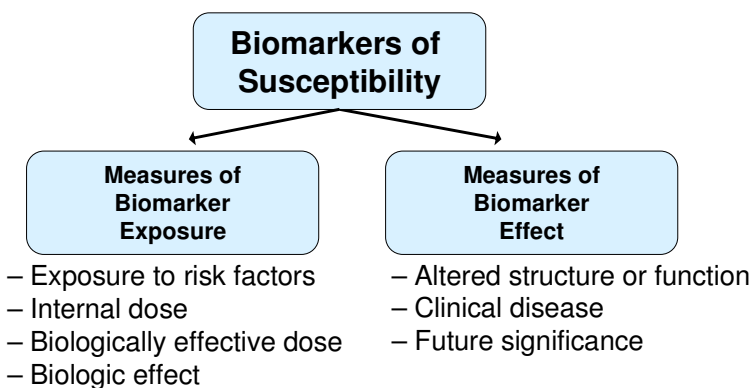 Biomarkers of
Susceptibility
Measures of
Biomarker
Exposure
Measures of
Biomarker
Effect
– Exposure to risk factors
– Internal dose
– Biologically effective dose
– Biologic effect
– Altered structure or function
– Clinical disease
– Future significance